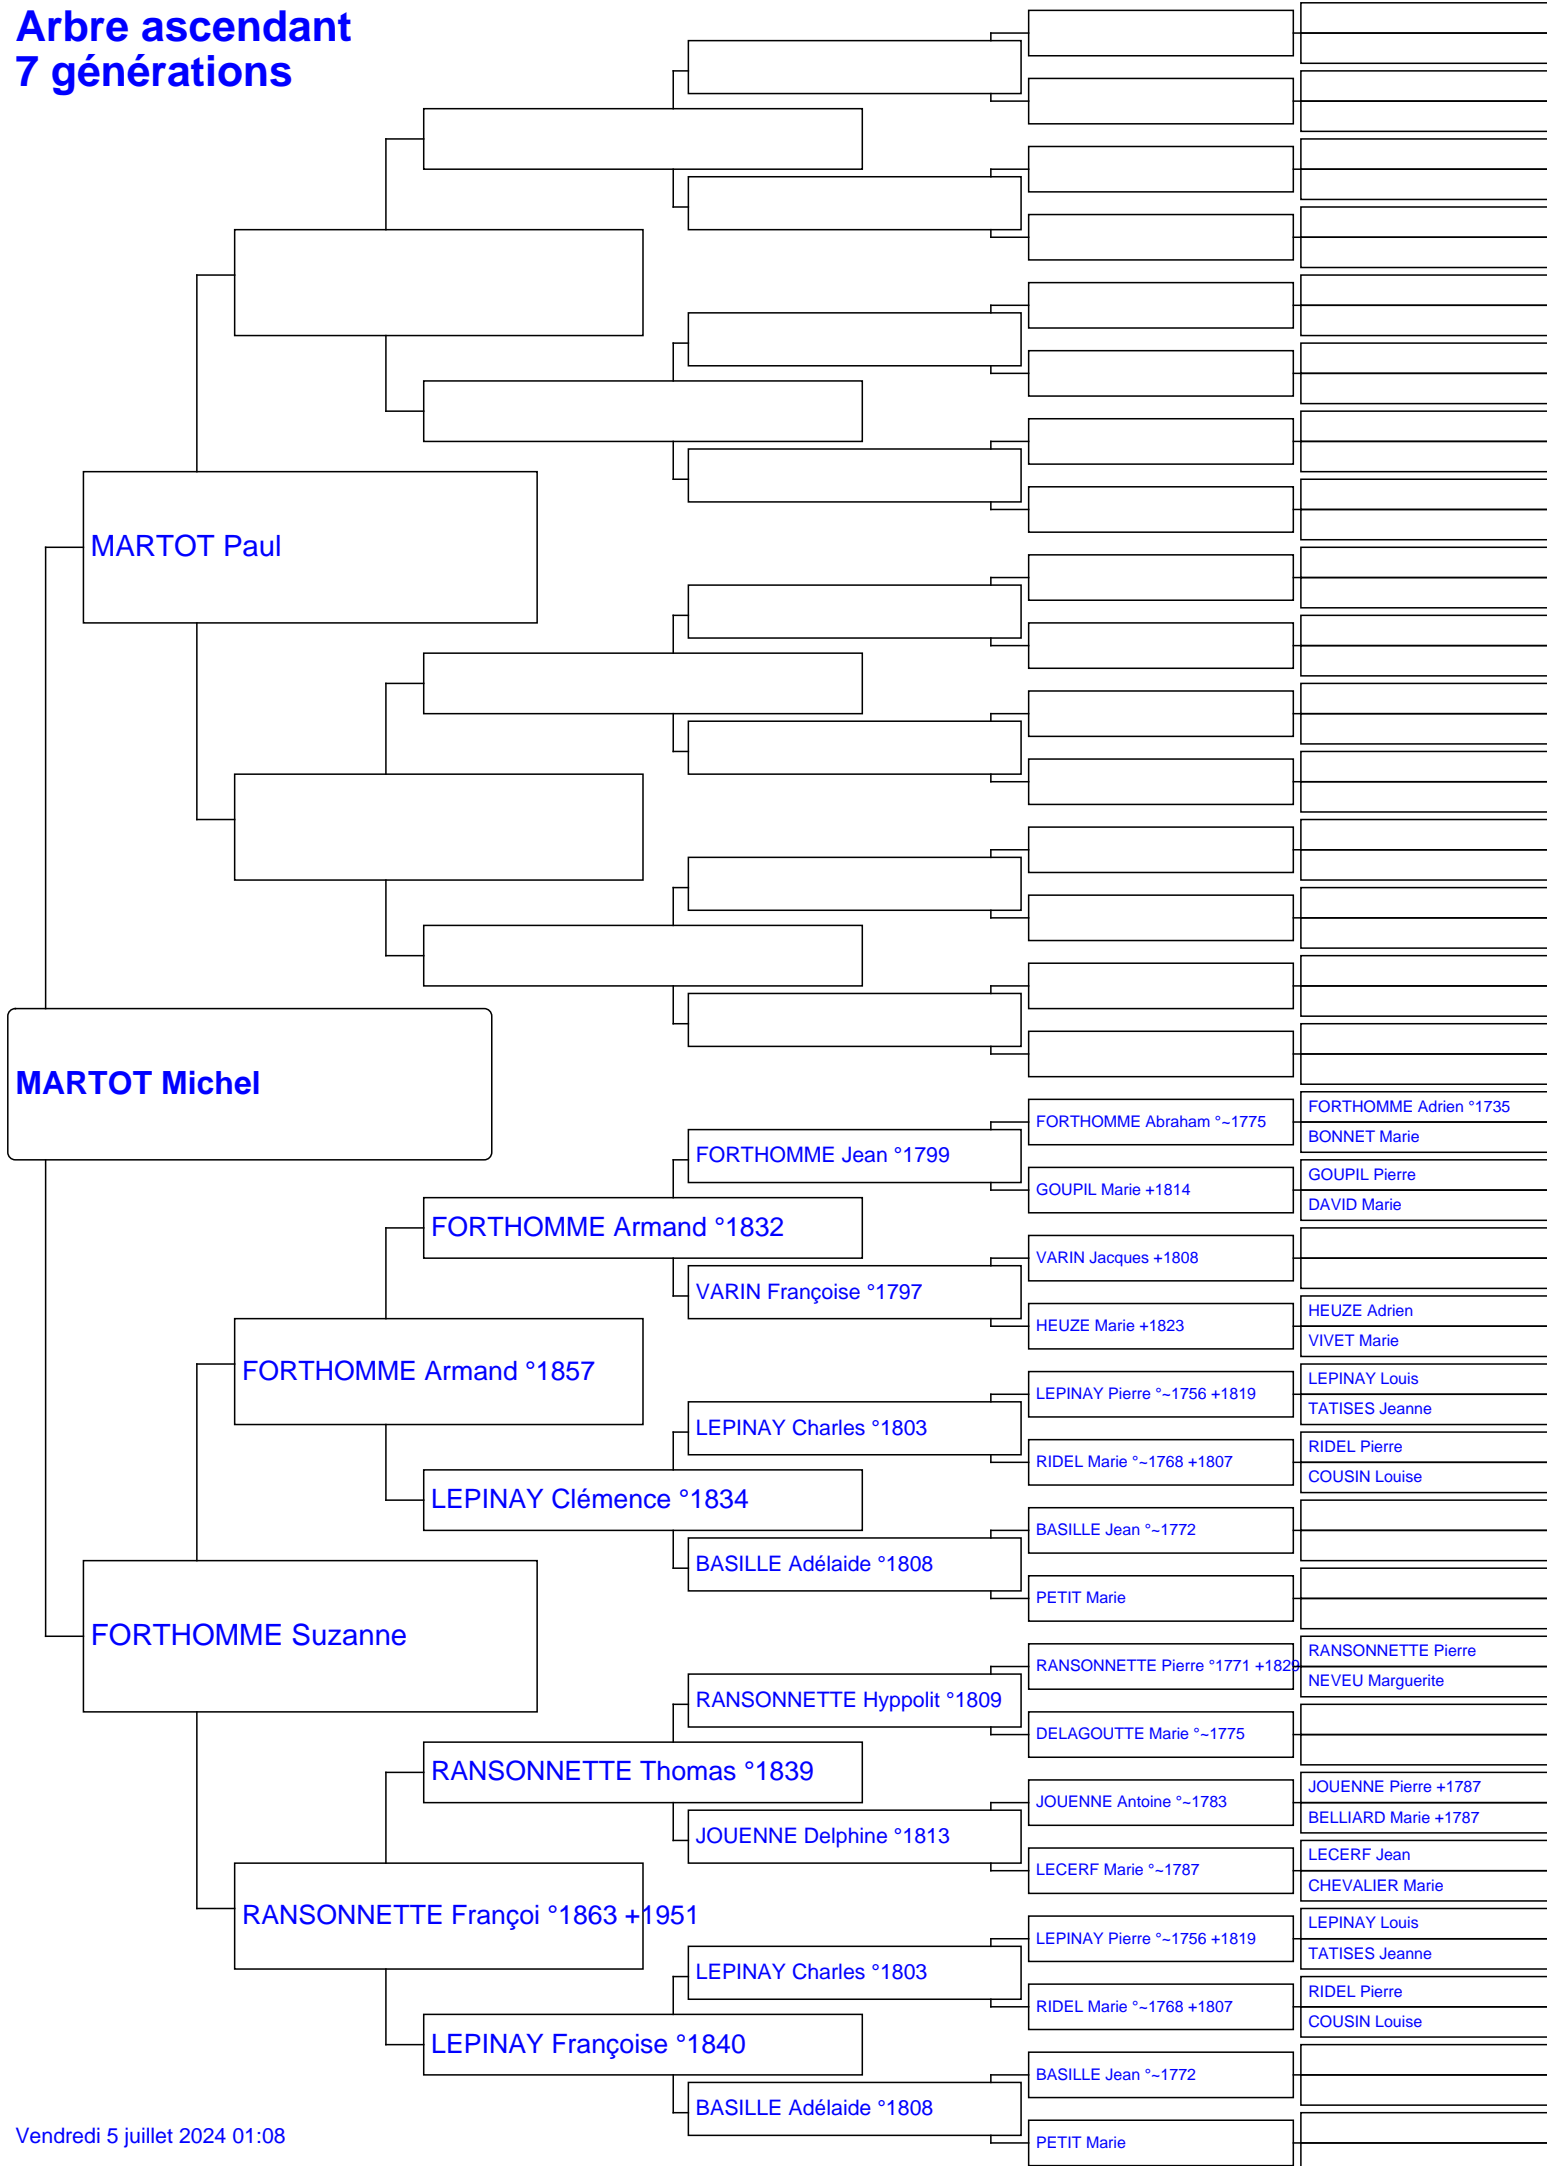 Arbre ascendant
7 générations
MARTOT Paul
MARTOT Michel
FORTHOMME Adrien °1735
FORTHOMME Abraham °~1775
BONNET Marie
FORTHOMME Jean °1799
GOUPIL Pierre
GOUPIL Marie +1814
DAVID Marie
FORTHOMME Armand °1832
VARIN Jacques +1808
VARIN Françoise °1797
HEUZE Adrien
HEUZE Marie +1823
VIVET Marie
FORTHOMME Armand °1857
LEPINAY Louis
LEPINAY Pierre °~1756 +1819
TATISES Jeanne
LEPINAY Charles °1803
RIDEL Pierre
RIDEL Marie °~1768 +1807
COUSIN Louise
LEPINAY Clémence °1834
BASILLE Jean °~1772
BASILLE Adélaide °1808
PETIT Marie
FORTHOMME Suzanne
RANSONNETTE Pierre
RANSONNETTE Pierre °1771 +1829
NEVEU Marguerite
RANSONNETTE Hyppolit °1809
DELAGOUTTE Marie °~1775
RANSONNETTE Thomas °1839
JOUENNE Pierre +1787
JOUENNE Antoine °~1783
BELLIARD Marie +1787
JOUENNE Delphine °1813
LECERF Jean
LECERF Marie °~1787
CHEVALIER Marie
RANSONNETTE Françoi °1863 +1951
LEPINAY Louis
LEPINAY Pierre °~1756 +1819
TATISES Jeanne
LEPINAY Charles °1803
RIDEL Pierre
RIDEL Marie °~1768 +1807
COUSIN Louise
LEPINAY Françoise °1840
BASILLE Jean °~1772
BASILLE Adélaide °1808
PETIT Marie
Vendredi 5 juillet 2024 01:08